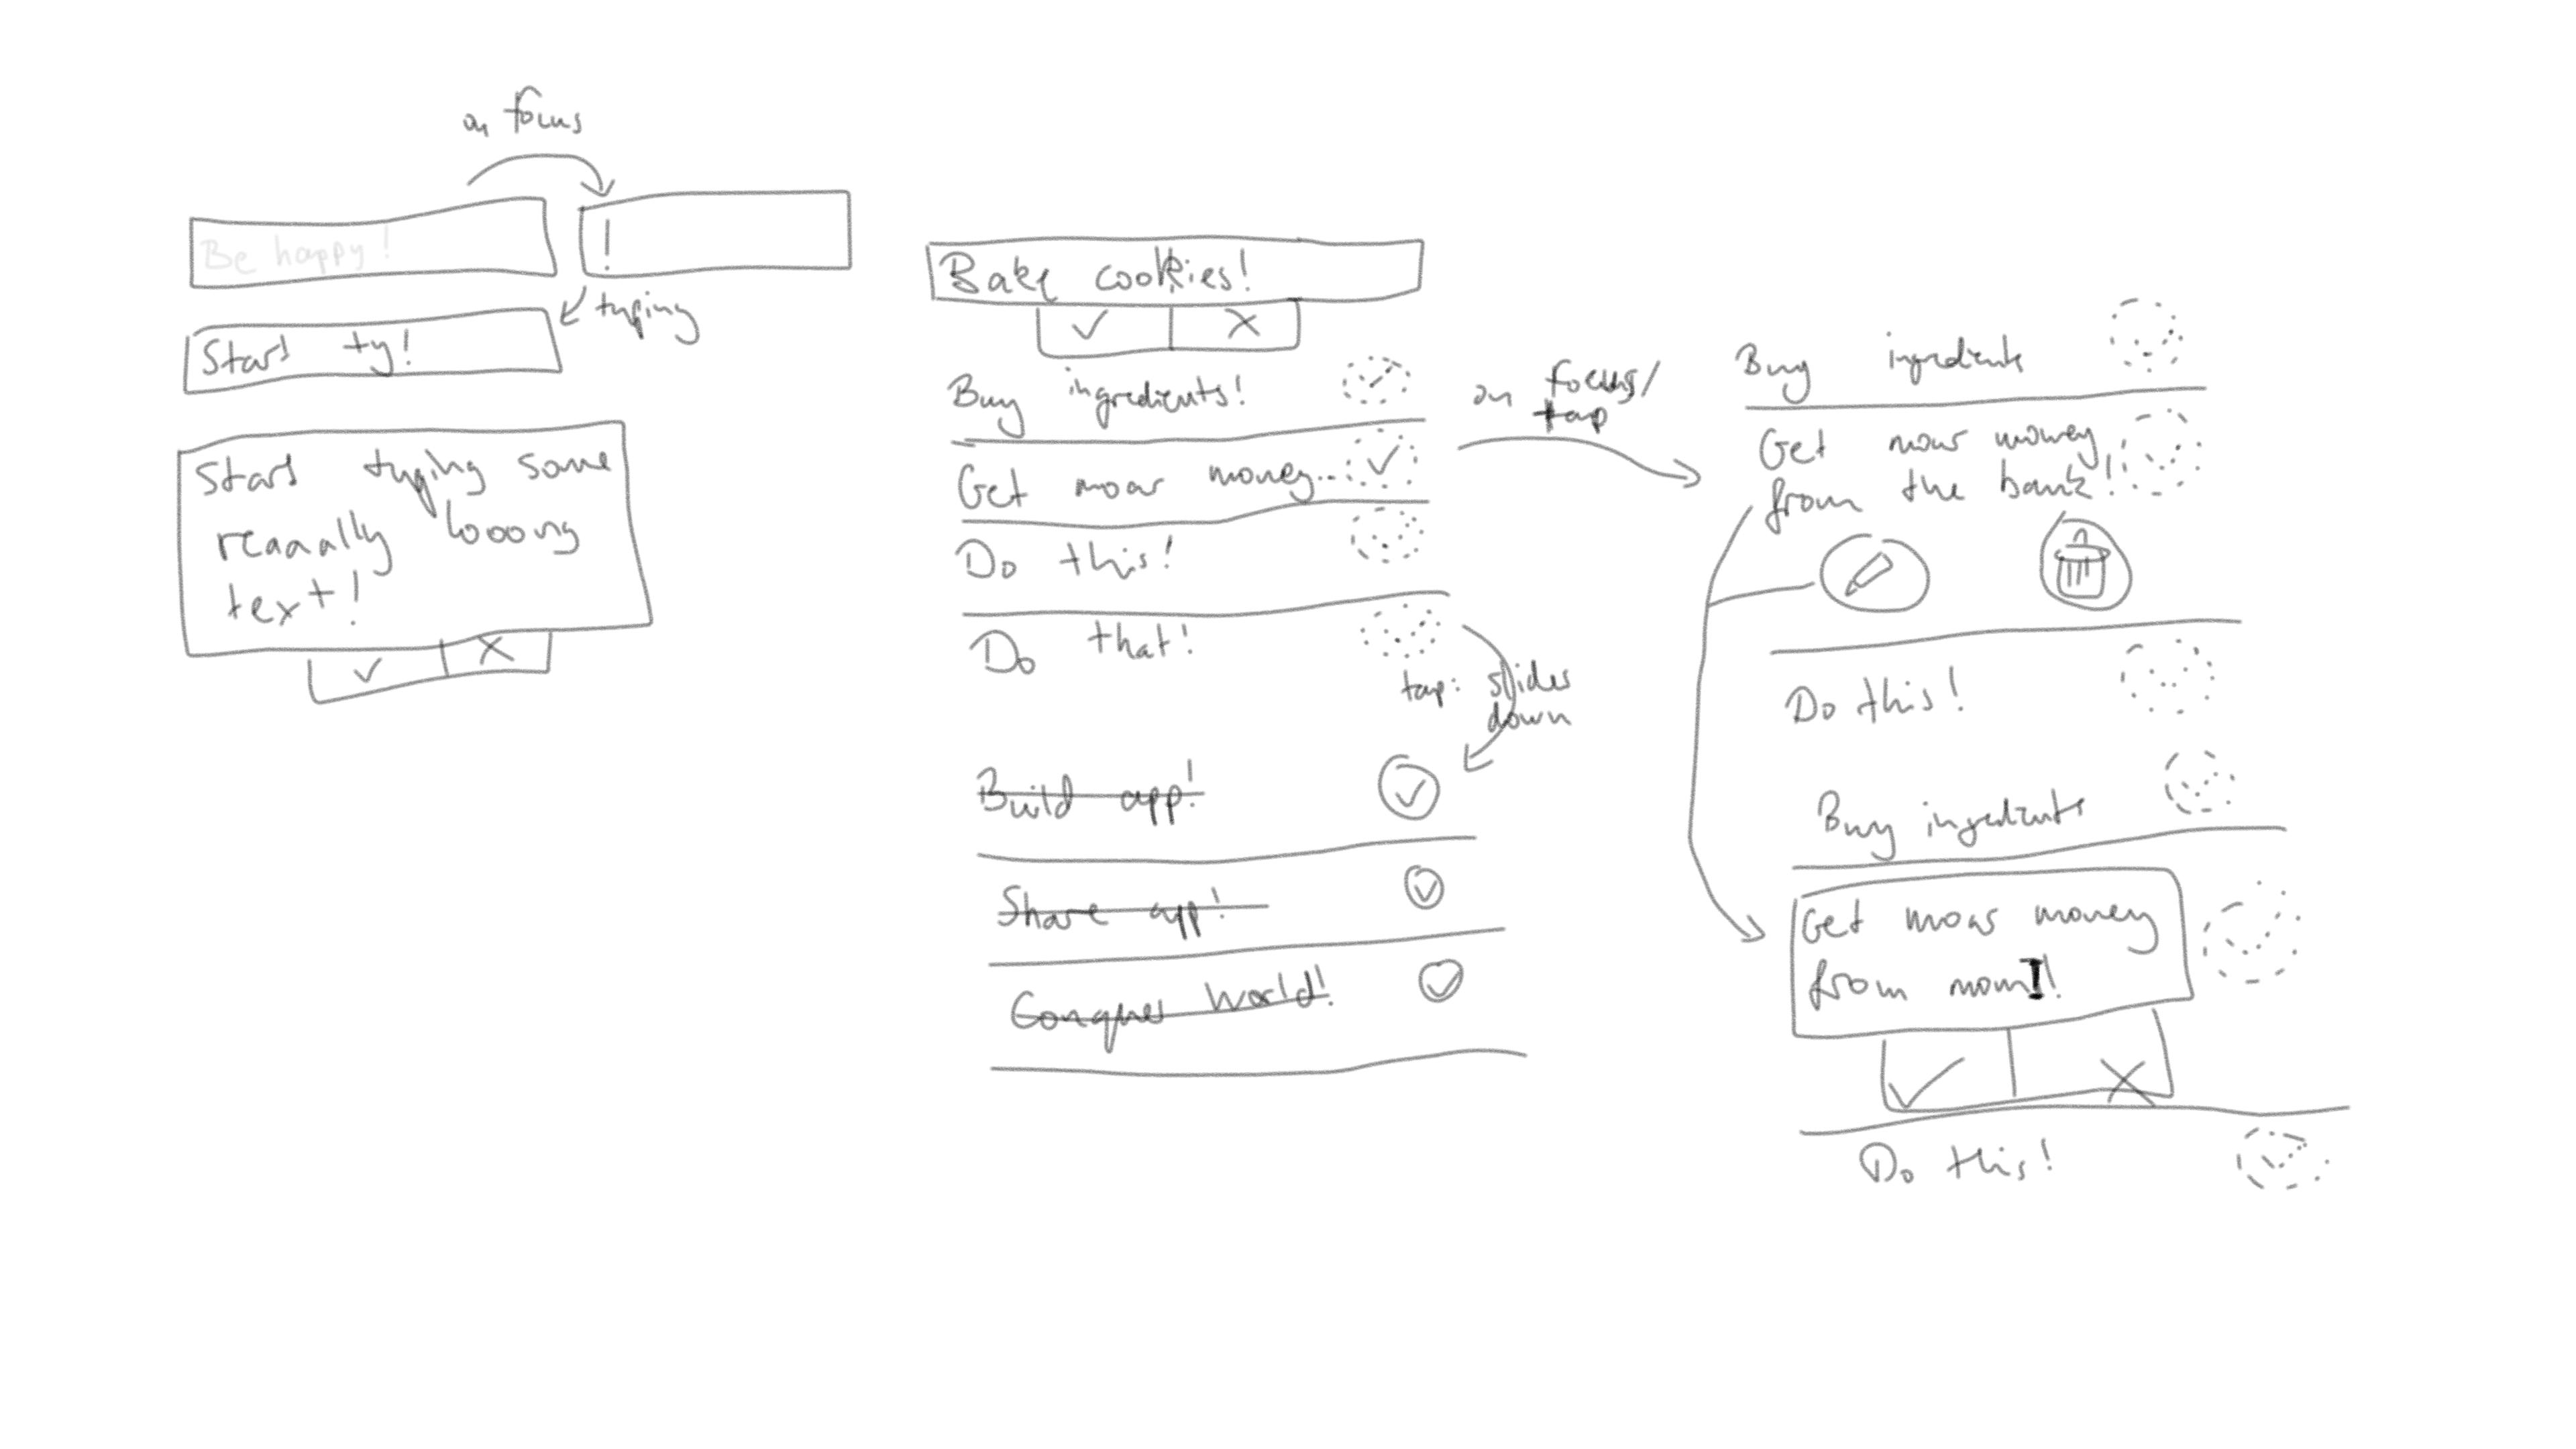 on focus
Be happy!
!
typing
Start ty!
Start typing some
reaaally looong
text!
Bake cookies!
Buy ingredients!
Get moar money...
Do this!
Do that!
tap: slides
down
Build app!
Share app!
Conquer World!
on focus/
tap
Buy ingredients
Get moar money
from the bank!
Do this!
Buy ingredients
Get moar money
from mom!
Do this!